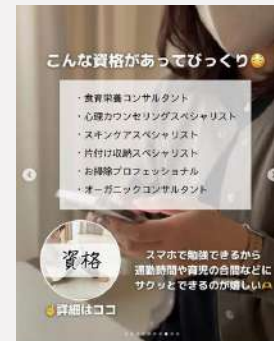 こんな資格があってびっくり
・食育栄養コンサルタント
・心理カウンセリングスペシャリスト
・スキンケアスペシャリスト
・片付け収納スペシャリスト
・お掃除プロフェッショナル
・オーガニックコンサルタント
資格
スマホで勉強できるから
通勤時間や育児の合間などに
サクッとできるのが嬉しい
詳細はココ